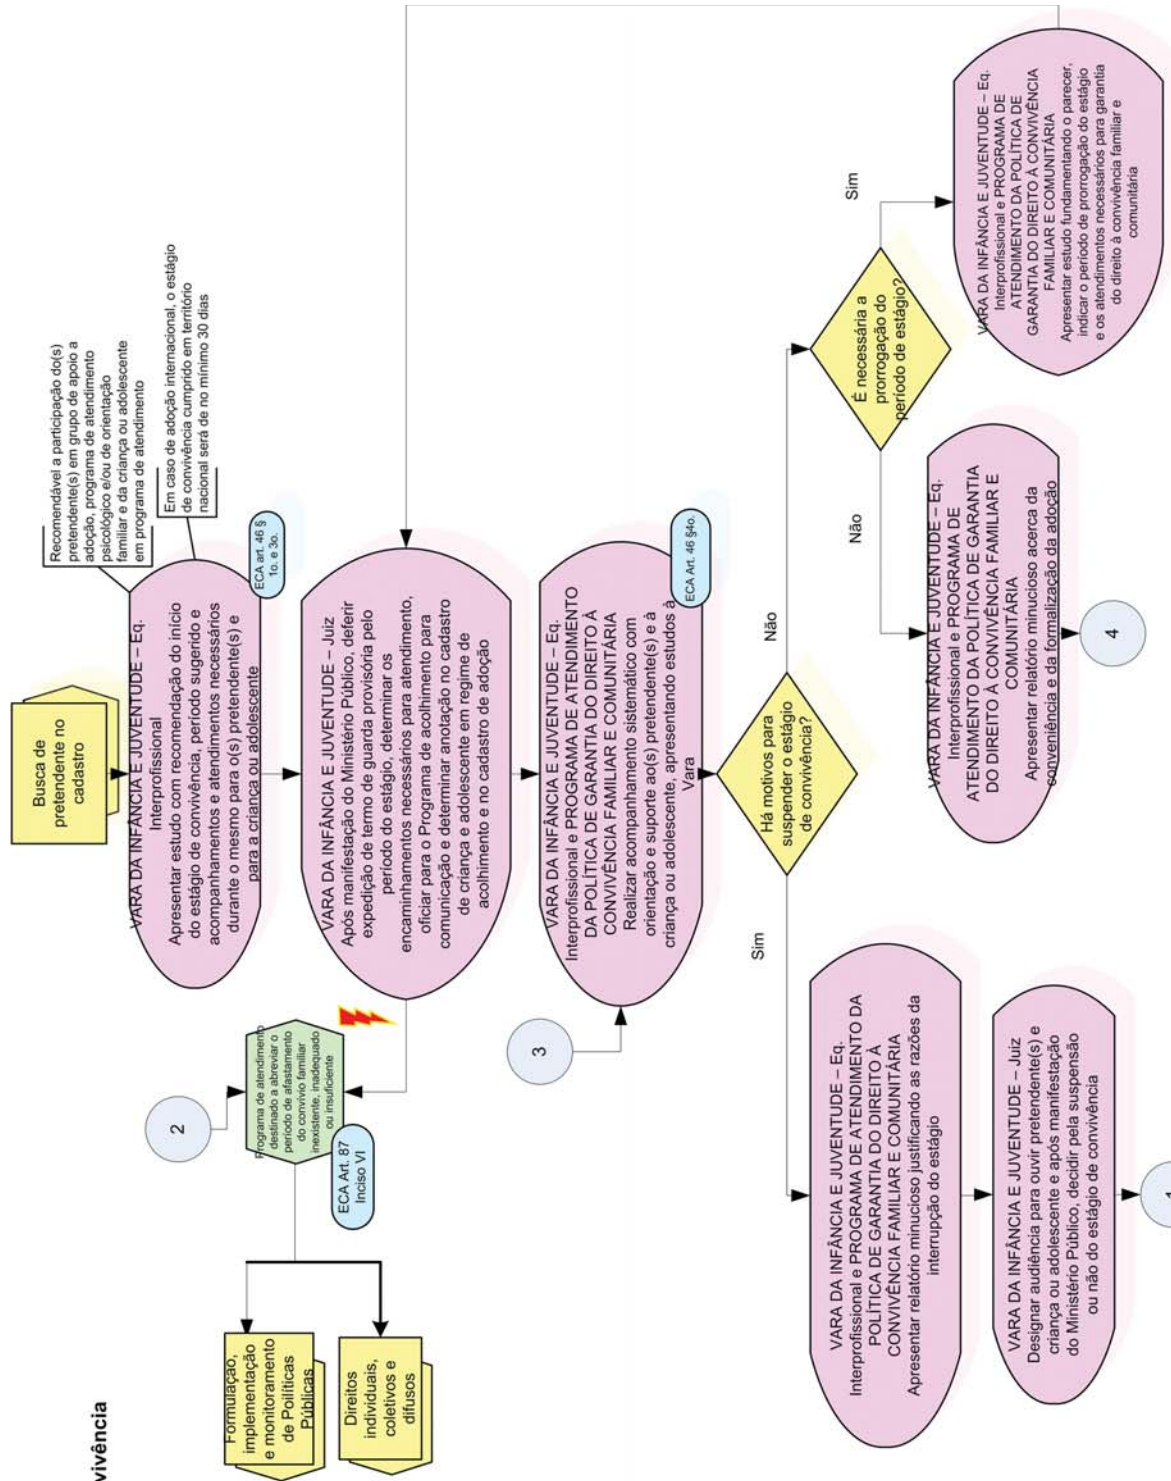 vivência
Busca de
pretendente no
cadastro
Recomendável a participação do(s)
pretendente(s) em grupo de apoio a
adoção, programa de atendimento
psicológico e/ou de orientação
familiar e da criança ou adolescente
em programa de atendimento
Em caso de adoção internacional, o estágio
de convivência cumprido em território
nacional será de no mínimo 30 dias
VARA DA INFÂNCIA E JUVENTUDE – Eq.
Interprofissional
Apresentar estudo com recomendação do início
do estágio de convivência, período sugerido e
acompanhamentos e atendimentos necessários
durante o mesmo para o(s) pretendente(s) e
para a criança ou adolescente
ECA art. 46 §
1o. e 3o.
VARA DA INFÂNCIA E JUVENTUDE – Juiz
Após manifestação do Ministério Público, deferir
expedição de termo de guarda provisória pelo
período do estágio, determinar os
encaminhamentos necessários para atendimento,
oficiar para o Programa de acolhimento para
comunicação e determinar anotação no cadastro
de criança e adolescente em regime de
acolhimento e no cadastro de adoção
2
Programa de atendimento
destinado a abreviar o
período de afastamento
do convívio familiar
inexistente, inadequado
ou insuficiente
ECA Art. 87
Inciso VI
Formulação,
implementação
e monitoramento
de Poilíticas
Públicas
Direitos
individuais,
coletivos e
difusos
3
VARA DA INFÂNCIA E JUVENTUDE – Eq.
Interprofissional e PROGRAMA DE ATENDIMENTO
DA POLÍTICA DE GARANTIA DO DIREITO À
CONVIVÊNCIA FAMILIAR E COMUNITÁRIA
Realizar acompanhamento sistemático com
orientação e suporte ao(s) pretendente(s) e à
criança ou adolescente, apresentando estudos à
Vara
ECA Art. 46 §4o.
Há motivos para
suspender o estágio
de convivência?
Sim
Não
VARA DA INFÂNCIA E JUVENTUDE – Eq.
Interprofissional e PROGRAMA DE ATENDIMENTO DA
POLÍTICA DE GARANTIA DO DIREITO À
CONVIVÊNCIA FAMILIAR E COMUNITÁRIA
Apresentar relatório minucioso justificando as razões da
interrupção do estágio
VARA DA INFÂNCIA E JUVENTUDE – Juiz
Designar audiência para ouvir pretendente(s) e
criança ou adolescente e após manifestação
do Ministério Público, decidir pela suspensão
ou não do estágio de convivência
É necessária a
prorrogação do
período de estágio?
Não
Sim
VARA DA INFÂNCIA E JUVENTUDE – Eq.
Interprofissional e PROGRAMA DE
ATENDIMENTO DA POLÍTICA DE GARANTIA
DO DIREITO À CONVIVÊNCIA FAMILIAR E
COMUNITÁRIA
Apresentar relatório minucioso acerca da
conveniência e da formalização da adoção
4
VARA DA INFÂNCIA E JUVENTUDE – Eq.
Interprofissional e PROGRAMA DE
ATENDIMENTO DA POLÍTICA DE
GARANTIA DO DIREITO À CONVIVÊNCIA
FAMILIAR E COMUNITÁRIA
Apresentar estudo fundamentando o parecer,
indicar o período de prorrogação do estágio
e os atendimentos necessários para garantia
do direito à convivência familiar e
comunitária